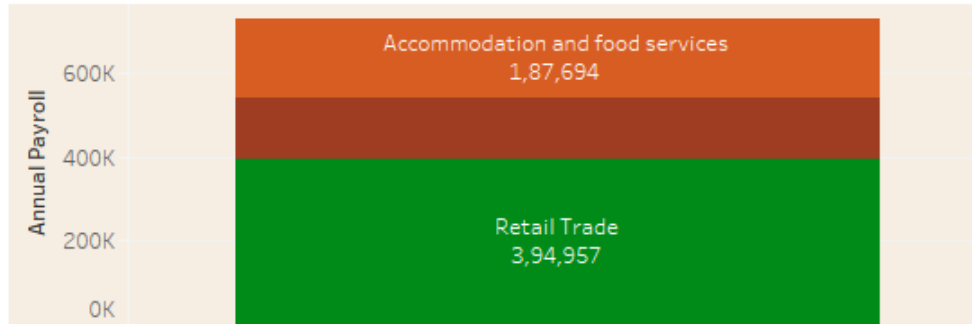 Annual Payroll
600K
400K
200K
0K
Accommodation and food services
1,87,694
Retail Trade
3,94,957